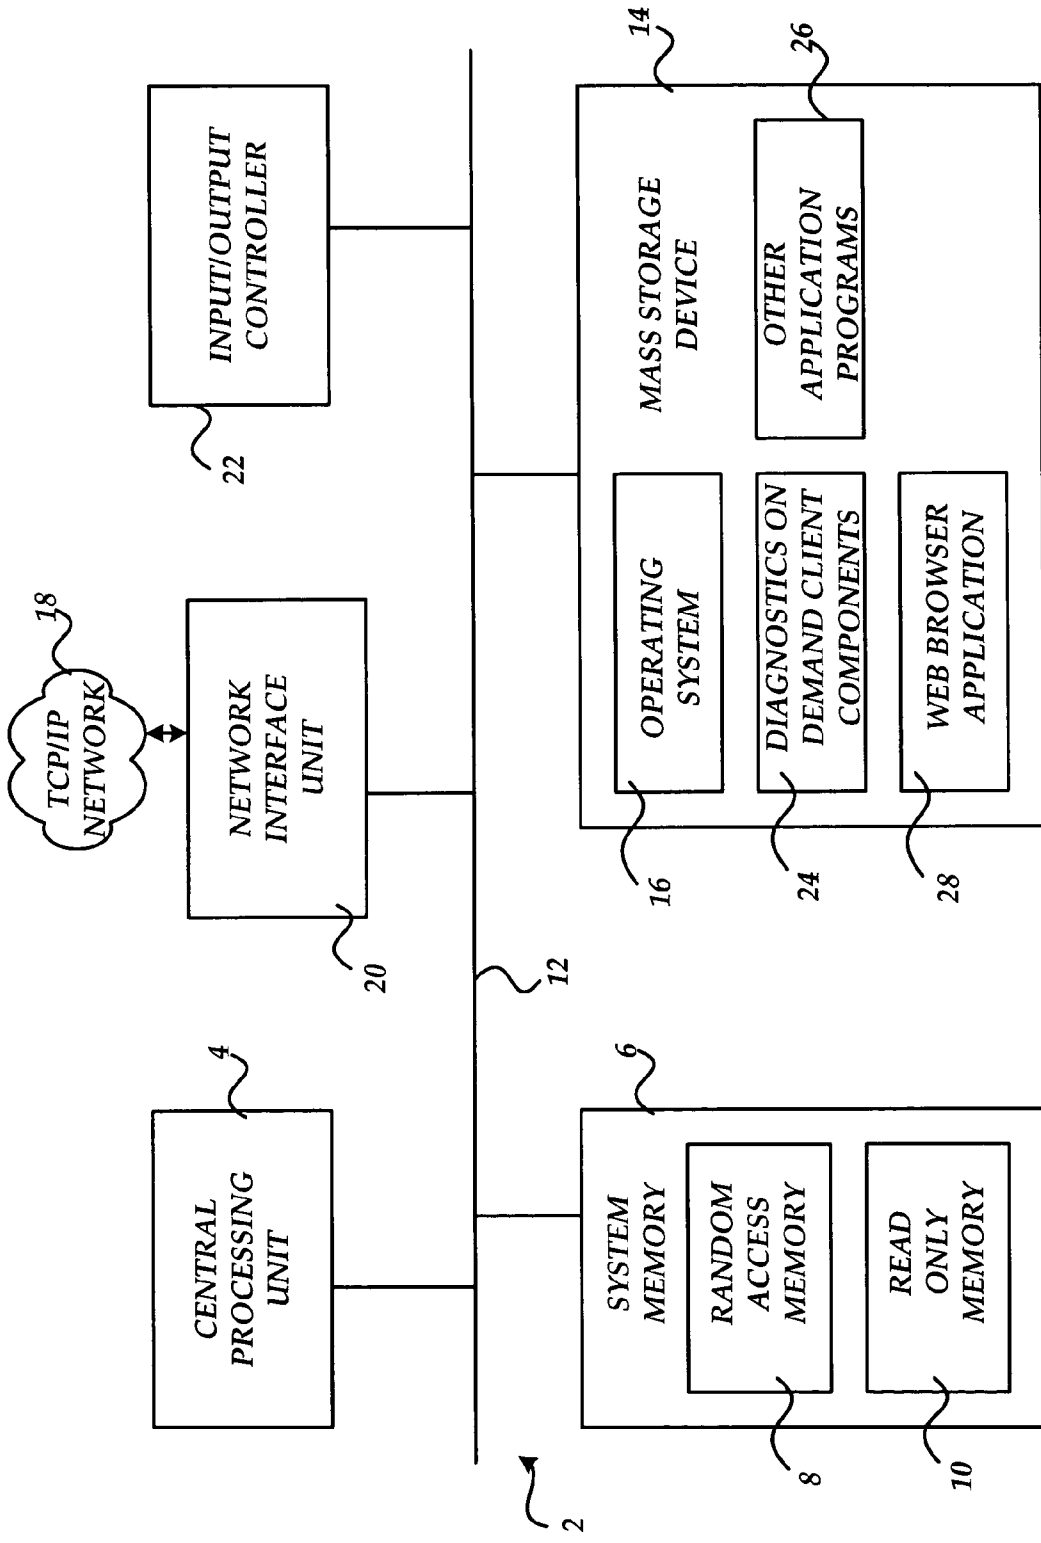 18
TCP/IP
NETWORK
4
CENTRAL
PROCESSING
UNIT
NETWORK
INTERFACE
UNIT
20
INPUT/OUTPUT
CONTROLLER
22
12
2
6
SYSTEM
MEMORY
RANDOM
ACCESS
MEMORY
8
READ
ONLY
MEMORY
10
14
MASS STORAGE
DEVICE
OPERATING
SYSTEM
16
DIAGNOSTICS ON
DEMAND CLIENT
COMPONENTS
24
WEB BROWSER
APPLICATION
28
26
OTHER
APPLICATION
PROGRAMS